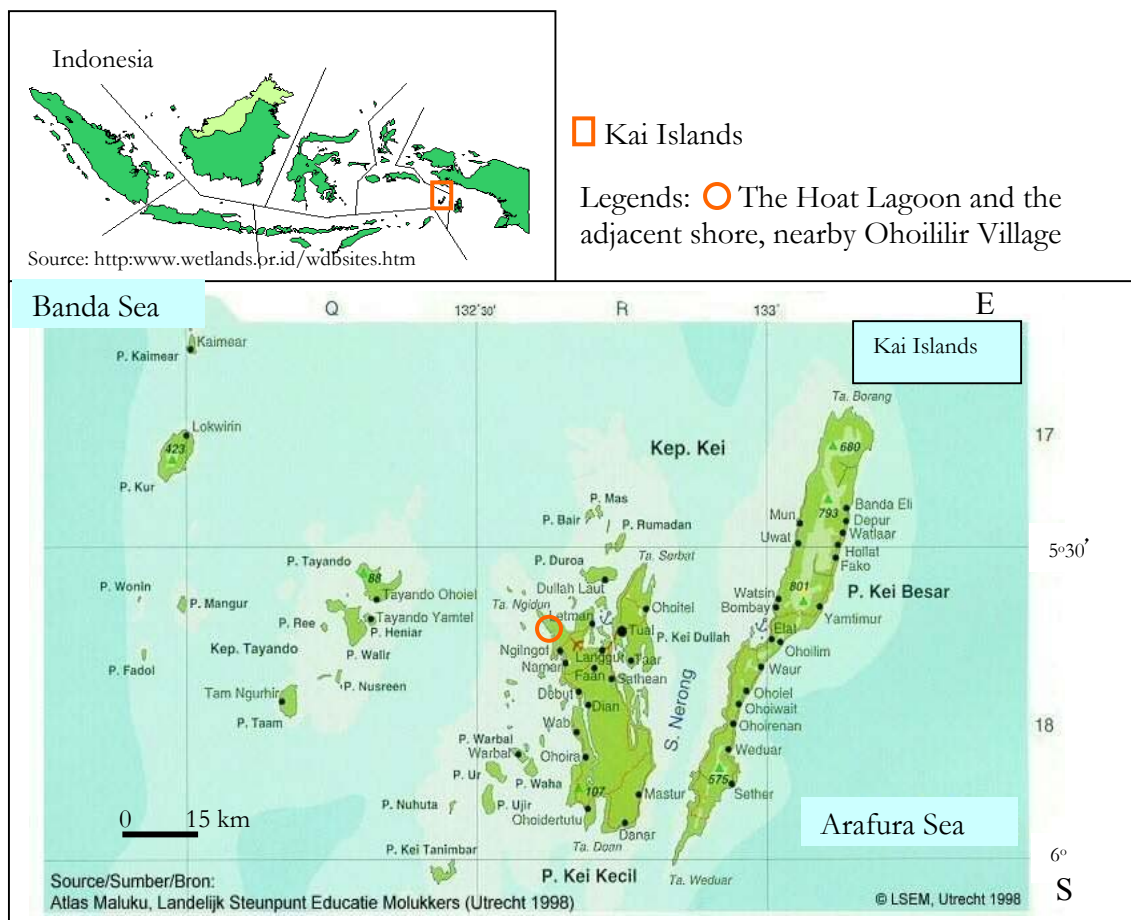 Indonesia
Source: http:www.wetlands.or.id/wdbsites.htm
Kai Islands
Legends: The Hoat Lagoon and the
adjacent shore, nearby Ohoililir Village
Banda Sea
Q
132°30'
R
133°
E
Kai Islands
Kaimear
P. Kaimear
Ta. Borang
Lokwirin
17
423
680
Kep. Kei
P. Kur
P. Mas
P. Bair
P. Rumadan
Banda Eli
793
Mun
Depur
Watlaar
Uwat
Hollat
5°30'
Ta. Serbat
Fako
P. Tayando
P. Duroa
88
801
P. Wonin
Dullah Laut
Watsin
P. Kei Besar
P. Mangur
Tayando Ohoiel
Ta. Ngidun
Ohoitel
Bombay
Letman
Yamtimur
Tayando Yamtel
P. Ree
P. Heniar
Tual
P. Kei Dullah
Elat
Ohoilim
Kep. Tayando
P. Walir
Ngilngof
Langgut
Taar
P. Fadol
Namar
Faan
Sathean
Waur
P. Nusreen
Tam Ngurhir
Debut
Dian
S. Nerong
Ohoiel
Ohoiwait
P. Taam
Wab
Ohoirenan
18
P. Warbal
Warbal
Ohoira
Weduar
P. Ur
P. Waha
575
Sether
107
Mastur
P. Nuhuta
P. Ujir
0 15 km
Ohoidertutu
Danar
Arafura Sea
Ta. Doan
P. Kei Tanimbar
6°
P. Kei Kecil
Ta. Weduar
S
Source/Sumber/Bron:
Atlas Maluku, Landelijk Steunpunt Educatie Molukkers (Utrecht 1998)
© LSEM, Utrecht 1998